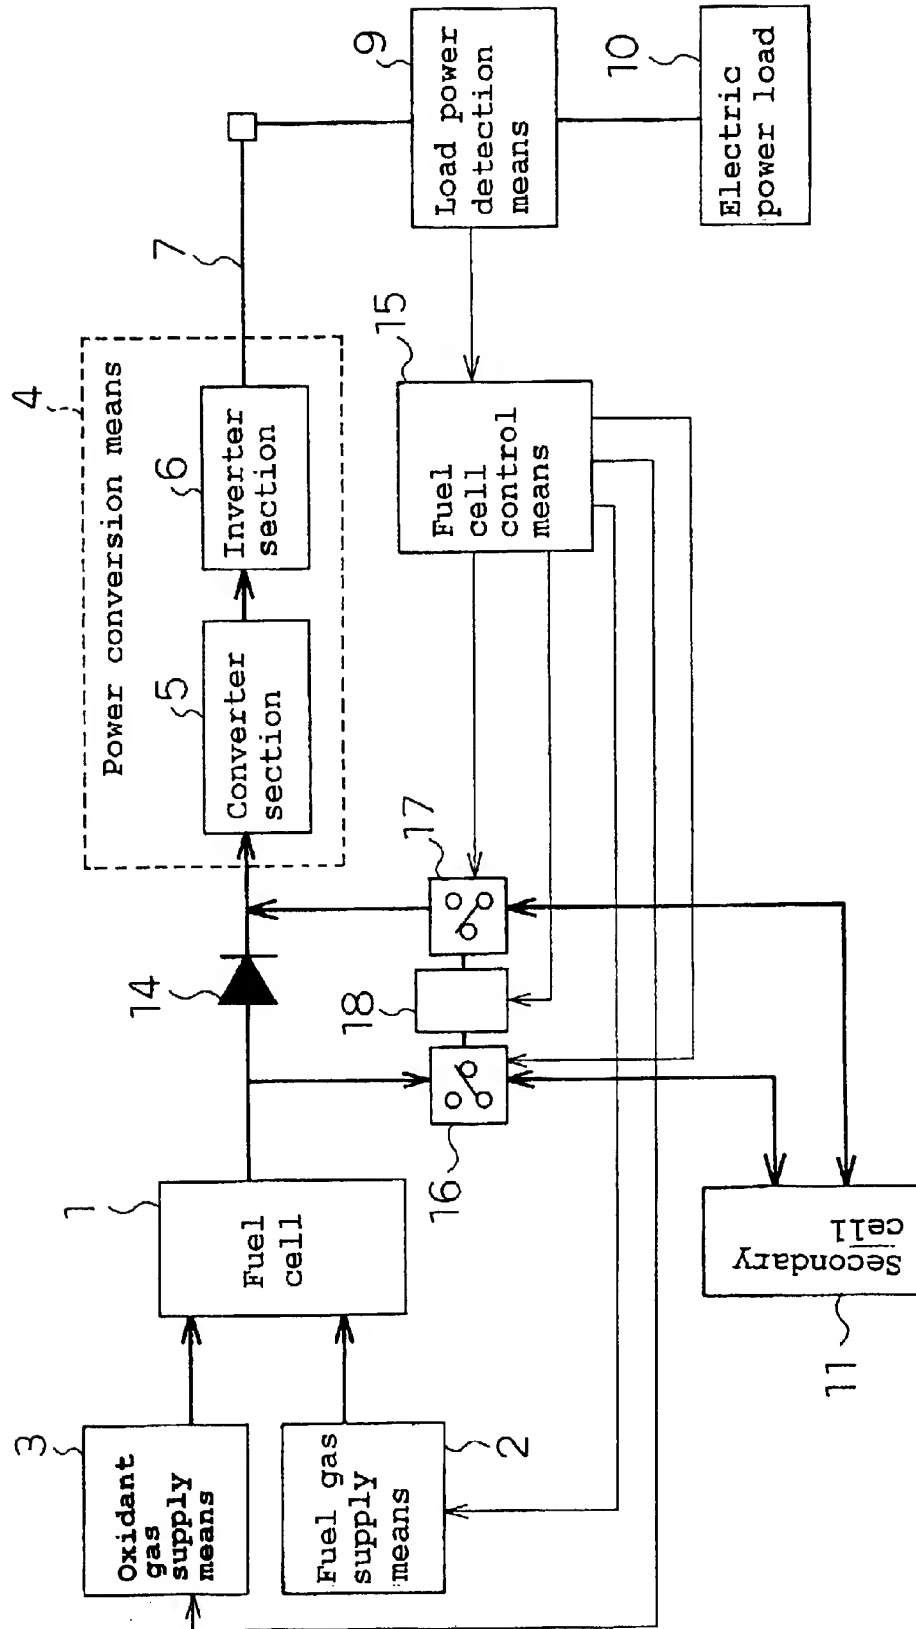 3
Oxidant
gas
supply
means
2
Fuel gas
supply
means
1
Fuel
cell
14
4
Power conversion means
5
Converter
section
6
Inverter
section
7
16
18
17
15
Fuel
cell
control
means
9
Load power
detection
means
10
Electric
power load
11
Secondary
cell